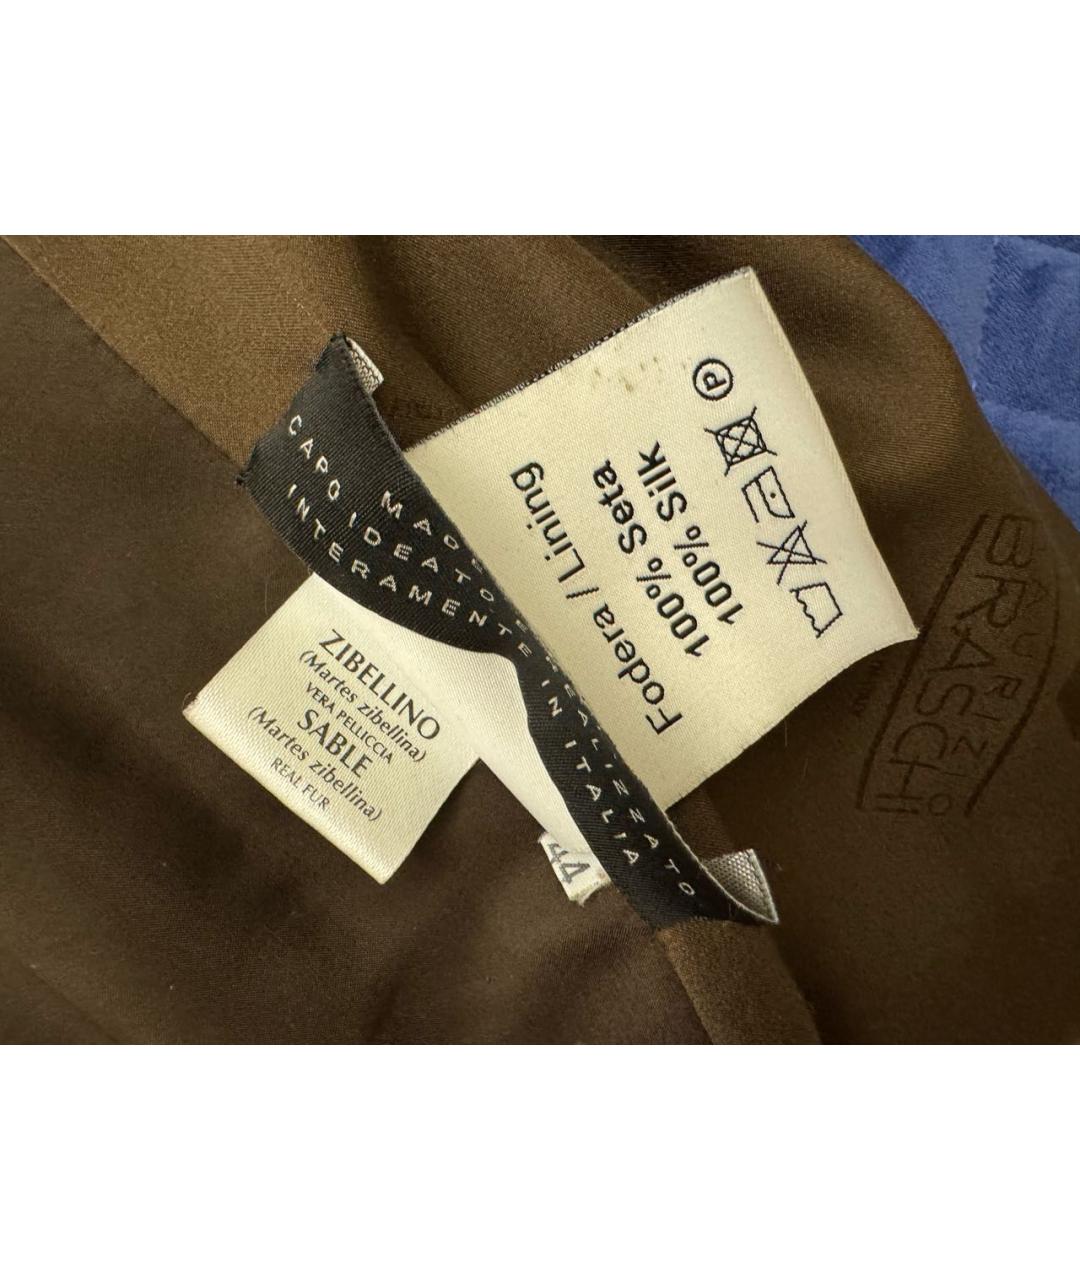 MADE
CAPO IDEATO E REALIZZATO
INTERAMENTE IN ITALIA
Fodera / Lining
100% Seta
100% Silk
P
ZIBELLINO
(Martes zibellina)
VERA PELLICCIA
SABLE
(Martes zibellina)
REAL FUR
44
BRASCHI